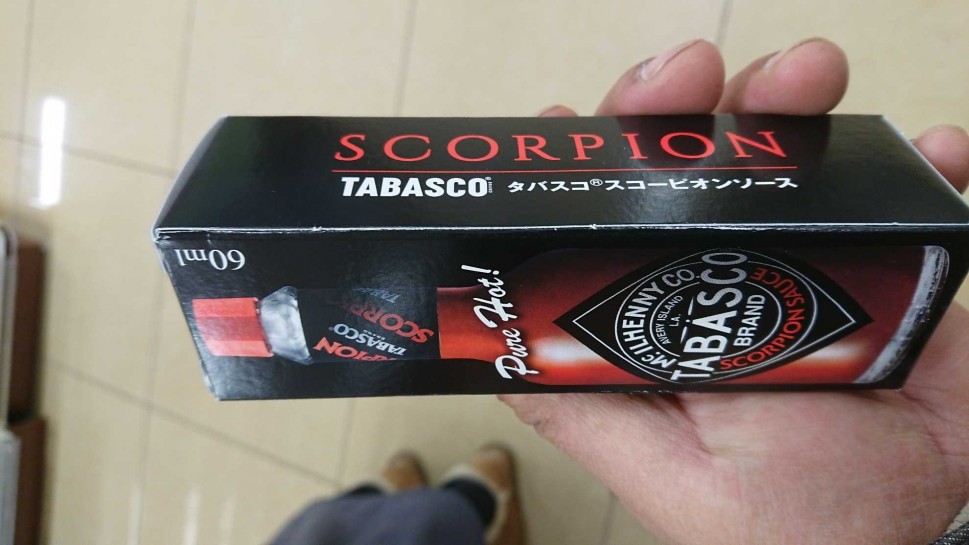 SCORPION
TABASCO® タバスコ®スコーピオンソース
60ml
Pure Hot!
SCORPION
TABASCO®
McILHENNY CO.
AVERY ISLAND
LA.
TABASCO
BRAND
SCORPION SAUCE